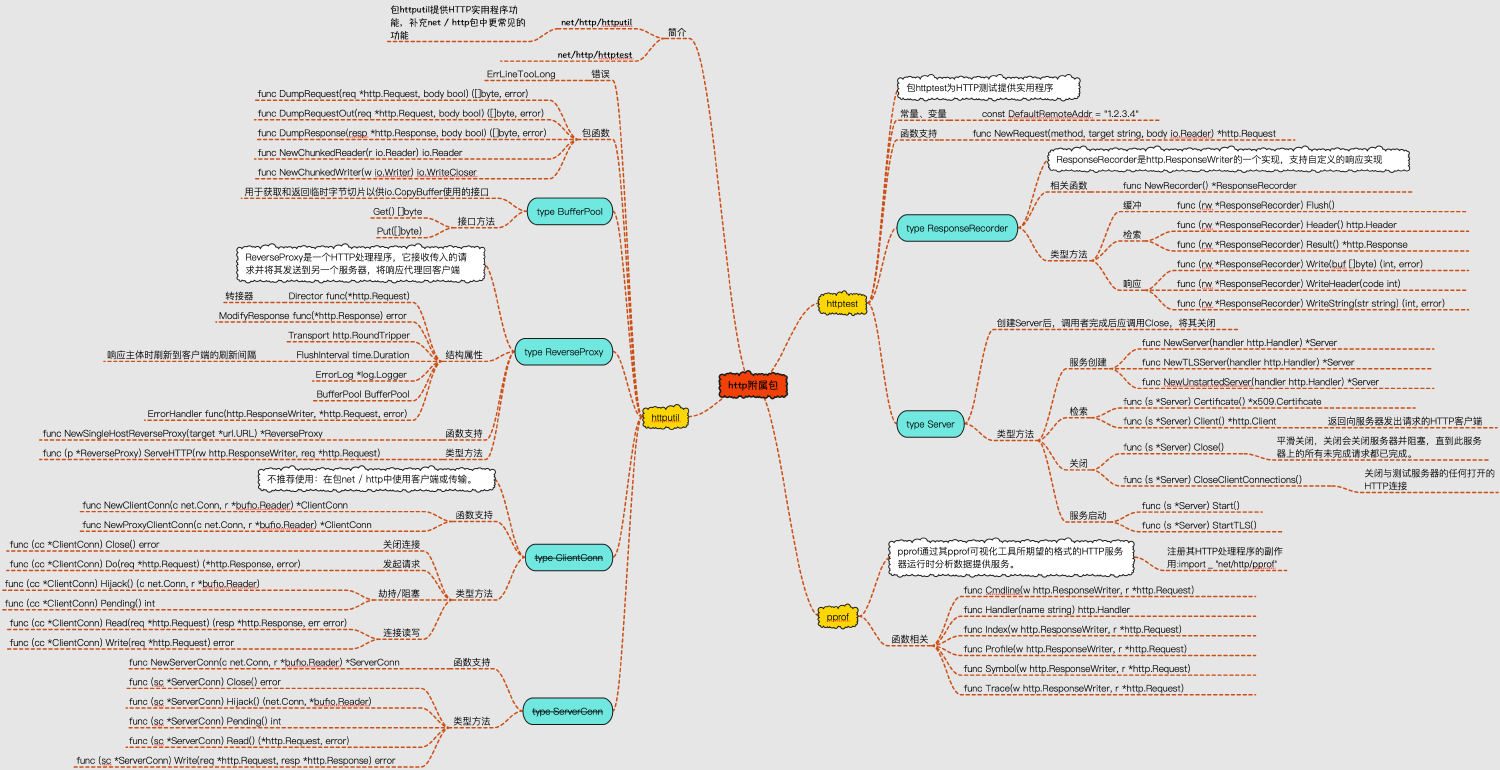 http附属包
简介
net/http/httputil
包httputil提供HTTP实用程序功
能，补充net / http包中更常见的
功能
net/http/httptest
httputil
错误
ErrLineTooLong
包函数
func DumpRequest(req *http.Request, body bool) ([]byte, error)
func DumpRequestOut(req *http.Request, body bool) ([]byte, error)
func DumpResponse(resp *http.Response, body bool) ([]byte, error)
func NewChunkedReader(r io.Reader) io.Reader
func NewChunkedWriter(w io.Writer) io.WriteCloser
type BufferPool
用于获取和返回临时字节切片以供io.CopyBuffer使用的接口
接口方法
Get() []byte
Put([]byte)
type ReverseProxy
ReverseProxy是一个HTTP处理程序，它接收传入的请
求并将其发送到另一个服务器，将响应代理回客户端
结构属性
转接器
Director func(*http.Request)
ModifyResponse func(*http.Response) error
Transport http.RoundTripper
响应主体时刷新到客户端的刷新间隔
FlushInterval time.Duration
ErrorLog *log.Logger
BufferPool BufferPool
ErrorHandler func(http.ResponseWriter, *http.Request, error)
函数支持
func NewSingleHostReverseProxy(target *url.URL) *ReverseProxy
类型方法
func (p *ReverseProxy) ServeHTTP(rw http.ResponseWriter, req *http.Request)
type ClientConn
不推荐使用：在包net / http中使用客户端或传输。
函数支持
func NewClientConn(c net.Conn, r *bufio.Reader) *ClientConn
func NewProxyClientConn(c net.Conn, r *bufio.Reader) *ClientConn
类型方法
关闭连接
func (cc *ClientConn) Close() error
发起请求
func (cc *ClientConn) Do(req *http.Request) (*http.Response, error)
劫持/阻塞
func (cc *ClientConn) Hijack() (c net.Conn, r *bufio.Reader)
func (cc *ClientConn) Pending() int
连接读写
func (cc *ClientConn) Read(req *http.Request) (resp *http.Response, err error)
func (cc *ClientConn) Write(req *http.Request) error
type ServerConn
函数支持
func NewServerConn(c net.Conn, r *bufio.Reader) *ServerConn
类型方法
func (sc *ServerConn) Close() error
func (sc *ServerConn) Hijack() (net.Conn, *bufio.Reader)
func (sc *ServerConn) Pending() int
func (sc *ServerConn) Read() (*http.Request, error)
func (sc *ServerConn) Write(req *http.Request, resp *http.Response) error
httptest
包httptest为HTTP测试提供实用程序
常量、变量
const DefaultRemoteAddr = "1.2.3.4"
函数支持
func NewRequest(method, target string, body io.Reader) *http.Request
type ResponseRecorder
ResponseRecorder是http.ResponseWriter的一个实现，支持自定义的响应实现
相关函数
func NewRecorder() *ResponseRecorder
类型方法
缓冲
func (rw *ResponseRecorder) Flush()
检索
func (rw *ResponseRecorder) Header() http.Header
func (rw *ResponseRecorder) Result() *http.Response
响应
func (rw *ResponseRecorder) Write(buf []byte) (int, error)
func (rw *ResponseRecorder) WriteHeader(code int)
func (rw *ResponseRecorder) WriteString(str string) (int, error)
type Server
创建Server后，调用者完成后应调用Close，将其关闭
类型方法
服务创建
func NewServer(handler http.Handler) *Server
func NewTLSServer(handler http.Handler) *Server
func NewUnstartedServer(handler http.Handler) *Server
检索
func (s *Server) Certificate() *x509.Certificate
func (s *Server) Client() *http.Client
返回向服务器发出请求的HTTP客户端
关闭
func (s *Server) Close()
平滑关闭，关闭会关闭服务器并阻塞，直到此服务
器上的所有未完成请求都已完成。
func (s *Server) CloseClientConnections()
关闭与测试服务器的任何打开的
HTTP连接
服务启动
func (s *Server) Start()
func (s *Server) StartTLS()
pprof
pprof通过其pprof可视化工具所期望的格式的HTTP服务
器运行时分析数据提供服务。
注册其HTTP处理程序的副作
用:import _ "net/http/pprof"
函数相关
func Cmdline(w http.ResponseWriter, r *http.Request)
func Handler(name string) http.Handler
func Index(w http.ResponseWriter, r *http.Request)
func Profile(w http.ResponseWriter, r *http.Request)
func Symbol(w http.ResponseWriter, r *http.Request)
func Trace(w http.ResponseWriter, r *http.Request)